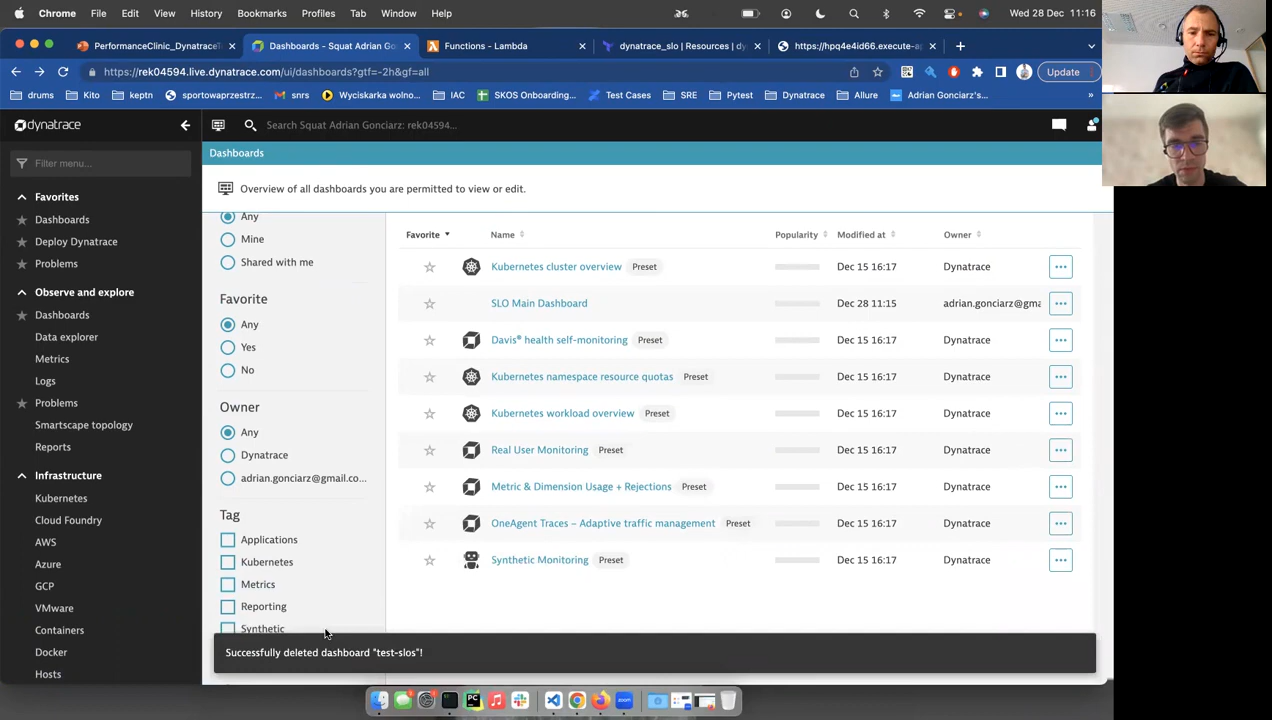 Chrome File Edit View History Bookmarks Profiles Tab Window Help Wed 28 Dec 11:16
PerformanceClinic_DynatraceT
Dashboards - Squat Adrian Go
Functions - Lambda
dynatrace_slo | Resources | dy
https://hpq4e4id66.execute-a
https://rek04594.live.dynatrace.com/ui/dashboards?gtf=-2h&gf=all
Update
drums Kito keptn sportowaprzestrz... snrs Wyciskarka wolno... IAC SKOS Onboarding... Test Cases SRE Pytest Dynatrace Allure Adrian Gonciarz's... »
dynatrace
Search Squat Adrian Gonciarz: rek04594...
Filter menu...
Favorites
Dashboards
Deploy Dynatrace
Problems
Observe and explore
Dashboards
Data explorer
Metrics
Logs
Problems
Smartscape topology
Reports
Infrastructure
Kubernetes
Cloud Foundry
AWS
Azure
GCP
VMware
Containers
Docker
Hosts
Dashboards
Overview of all dashboards you are permitted to view or edit.
Any
Mine
Shared with me
Favorite
Any
Yes
No
Owner
Any
Dynatrace
adrian.gonciarz@gmail.co...
Tag
Applications
Kubernetes
Metrics
Reporting
Synthetic
Favorite Name Popularity Modified at Owner
Kubernetes cluster overview Preset Dec 15 16:17 Dynatrace
SLO Main Dashboard Dec 28 11:15 adrian.gonciarz@gma
Davis® health self-monitoring Preset Dec 15 16:17 Dynatrace
Kubernetes namespace resource quotas Preset Dec 15 16:17 Dynatrace
Kubernetes workload overview Preset Dec 15 16:17 Dynatrace
Real User Monitoring Preset Dec 15 16:17 Dynatrace
Metric & Dimension Usage + Rejections Preset Dec 15 16:17 Dynatrace
OneAgent Traces – Adaptive traffic management Preset Dec 15 16:17 Dynatrace
Synthetic Monitoring Preset Dec 15 16:17 Dynatrace
Successfully deleted dashboard "test-slos"!